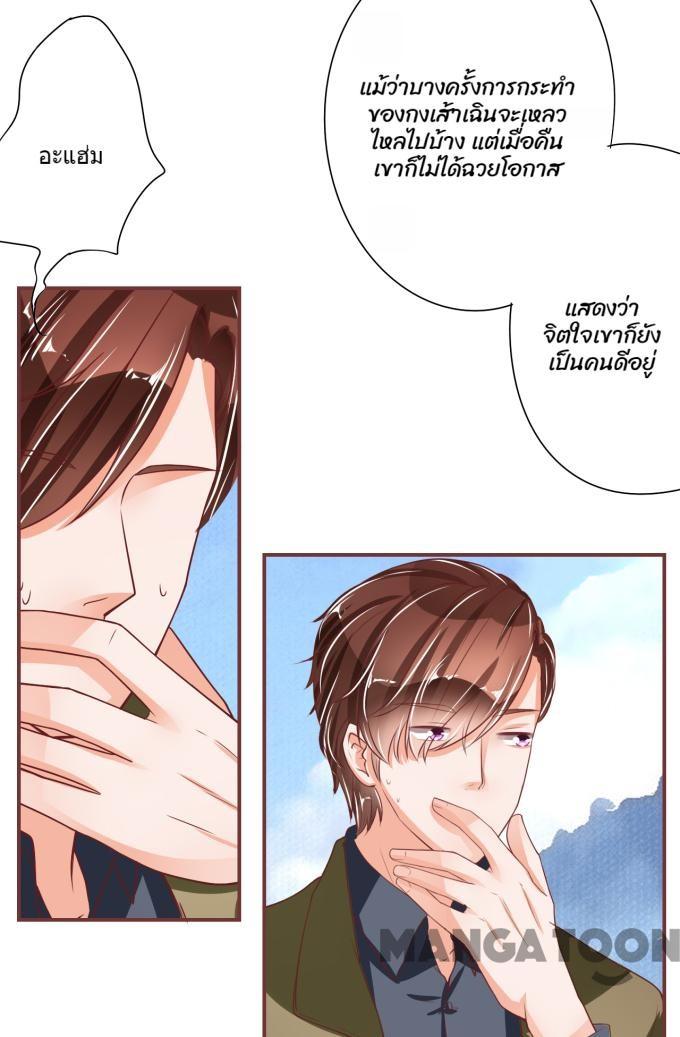 แม้ว่าบางครั้งการกระทำ
ของกงเส้าเฉินจะเหลว
ไหลไปบ้าง แต่เมื่อคืน
เขาก็ไม่ได้ฉวยโอกาส
อะแฮ่ม
แสดงว่า
จิตใจเขาก็ยัง
เป็นคนดีอยู่
MANGATOON